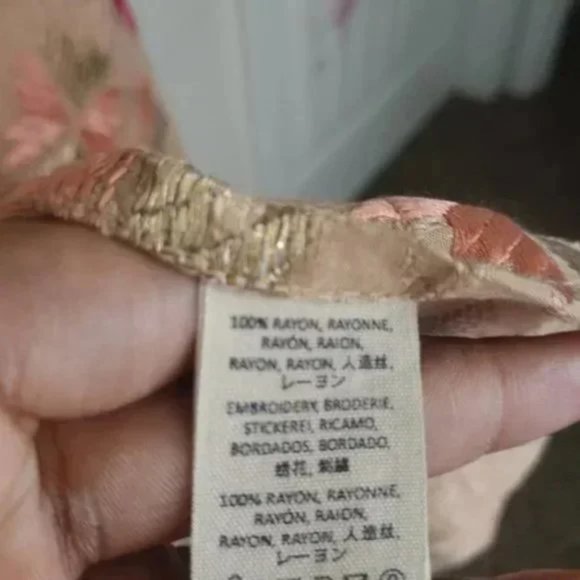 100% RAYON, RAYONNE,
RAYÓN, RAION,
RAYON, RAYON, 人造丝,
レーヨン
EMBROIDERY, BRODERIE,
STICKEREI, RICAMO,
BORDADOS, BORDADO,
绣花, 刺繍
100% RAYON, RAYONNE,
RAYÓN, RAION,
RAYON, RAYON, 人造丝,
レーヨン